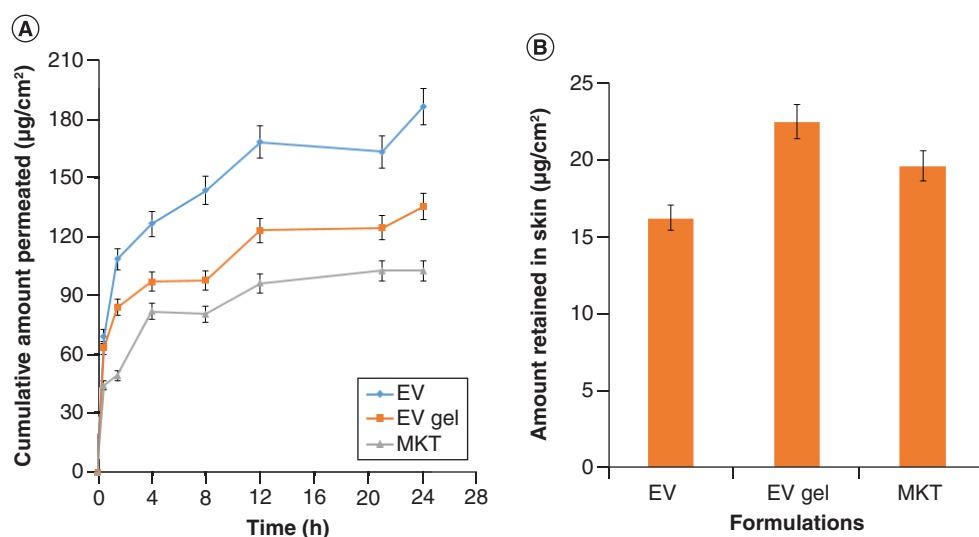 A
Cumulative amount permeated (µg/cm²)
210
180
150
120
90
60
30
0
0 4 8 12 16 20 24 28
Time (h)
EV
EV gel
MKT
B
Amount retained in skin (µg/cm²)
25
20
15
10
5
0
EV EV gel MKT
Formulations